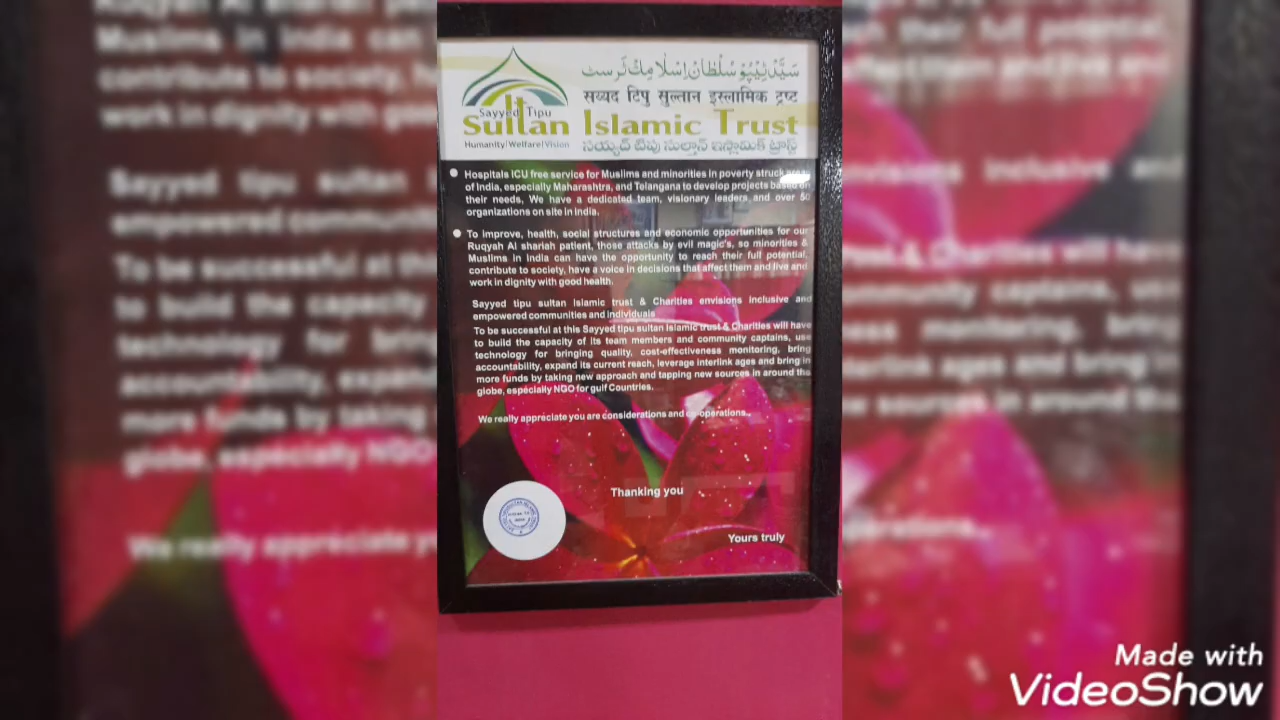 سیّد ٹیپو سُلطان اِسلامِک ٹرسٹ
सय्यद टिपु सुल्तान इस्लामिक ट्रष्ट
Sayyed Tipu
Sultan Islamic Trust
Humanity|Welfare|Vision
సయ్యద్ టిపు సుల్తాన్ ఇస్లామిక్ ట్రాస్ట్
Hospitals ICU free service for Muslims and minorities in poverty struck areas
of India, especially Maharashtra, and Telangana to develop projects based on
their needs, We have a dedicated team, visionary leaders and over 50
organizations on site in India.
To improve, health, social structures and economic opportunities for our
Ruqyah Al shariah patient, those attacks by evil magic's, so minorities &
Muslims in India can have the opportunity to reach their full potential,
contribute to society, have a voice in decisions that affect them and live and
work in dignity with good health.
Sayyed tipu sultan Islamic trust & Charities envisions inclusive and
empowered communities and individuals
To be successful at this Sayyed tipu sultan Islamic trust & Charities will have
to build the capacity of its team members and community captains, use
technology for bringing quality, cost-effectiveness monitoring, bring
accountability, expand its current reach, leverage interlink ages and bring in
more funds by taking new approach and tapping new sources in around the
globe, especially NGO for gulf Countries.
We really appreciate you are considerations and co-operations..
Thanking you
Yours truly
Made with
VideoShow